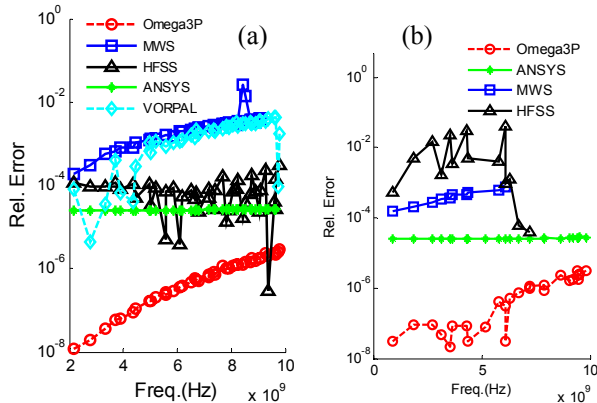 Omega3P
MWS
HFSS
ANSYS
VORPAL
(a)
Rel. Error
10^0
10^-2
10^-4
10^-6
10^-8
2 4 6 8 10
Freq.(Hz)
x 10^9
(b)
Omega3P
ANSYS
MWS
HFSS
Rel. Error
10^0
10^-2
10^-4
10^-6
10^-8
0 5 10
Freq.(Hz)
x 10^9